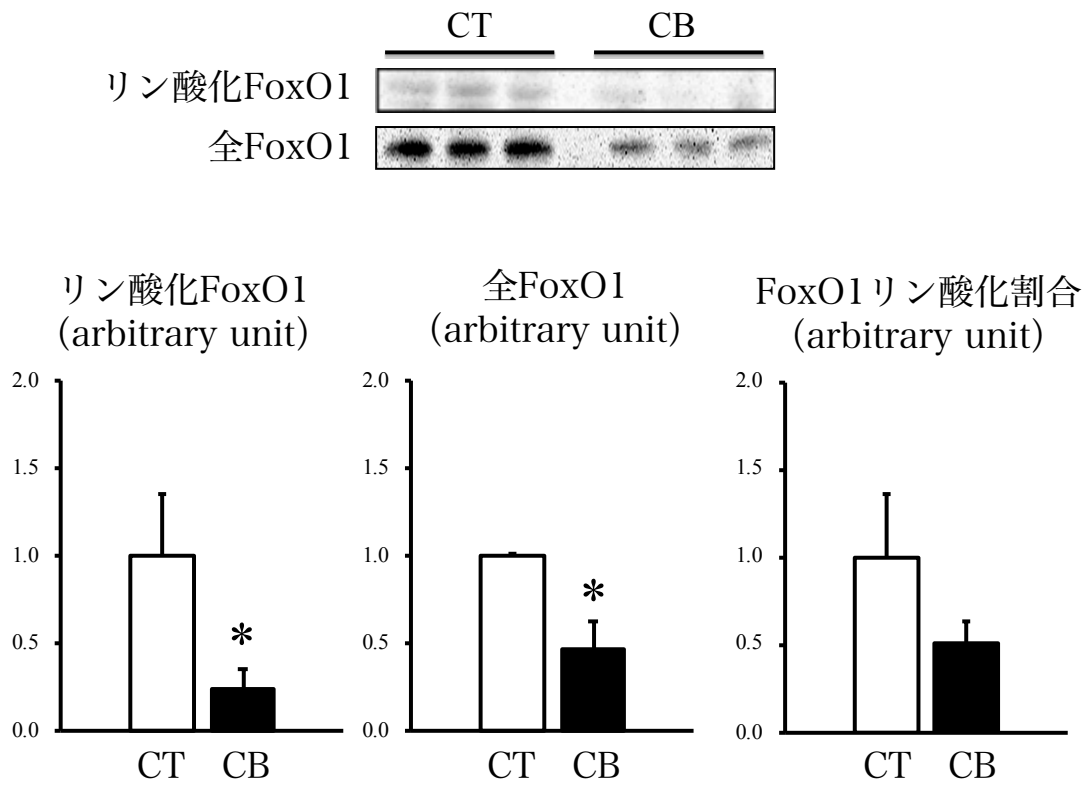 CT CB
リン酸化FoxO1
全FoxO1
リン酸化FoxO1
(arbitrary unit)
全FoxO1
(arbitrary unit)
FoxO1リン酸化割合
(arbitrary unit)
2.0
1.5
1.0
0.5
0.0
*
CT CB
2.0
1.5
1.0
0.5
0.0
*
CT CB
2.0
1.5
1.0
0.5
0.0
CT CB